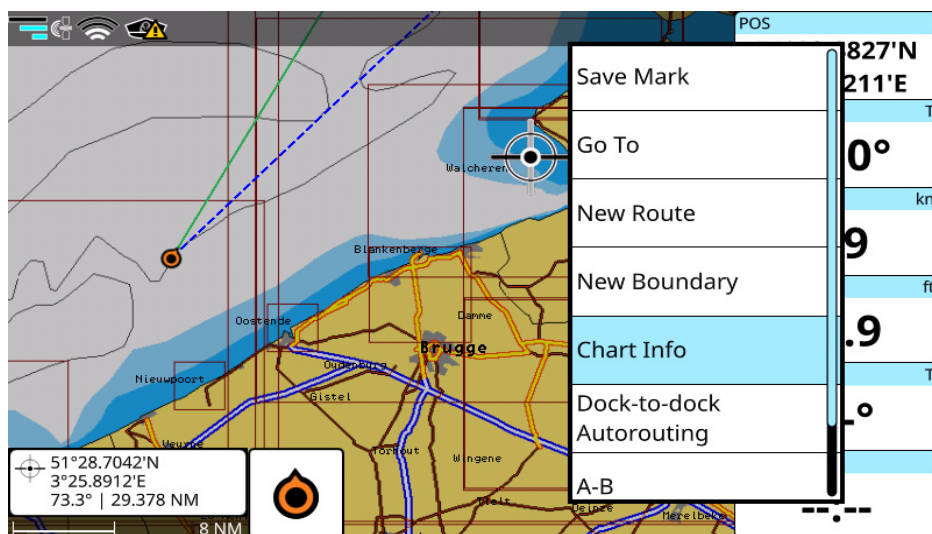 POS
827'N
211'E
T
0°
kn
9
ft
.9
T
-°
--.-
Save Mark
Go To
New Route
New Boundary
Chart Info
Dock-to-dock
Autorouting
A-B
Walcheren
Blankenberge
Oostende
Damme
Brugge
Oudenburg
Nieuwpoort
Gistel
Veurne
Torhout
Wingene
Tielt
Deinze
Merelbeke
51°28.7042'N
3°25.8912'E
73.3° | 29.378 NM
8 NM